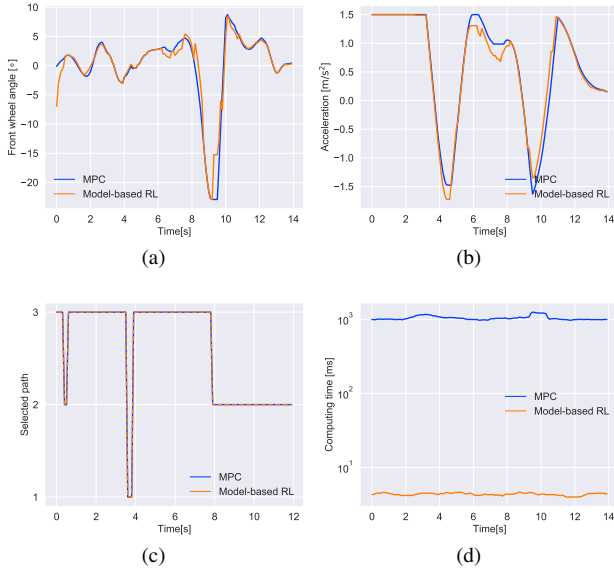 10
5
0
−5
−10
−15
−20
Front wheel angle [∘]
MPC
Model-based RL
0 2 4 6 8 10 12 14
Time[s]
(a)
1.5
1.0
0.5
0.0
−0.5
−1.0
−1.5
Acceleration [m/s²]
MPC
Model-based RL
0 2 4 6 8 10 12 14
Time[s]
(b)
3
2
1
Selected path
MPC
Model-based RL
0 2 4 6 8 10 12
Time[s]
(c)
10³
10²
10¹
Computing time [ms]
MPC
Model-based RL
0 2 4 6 8 10 12 14
Time[s]
(d)